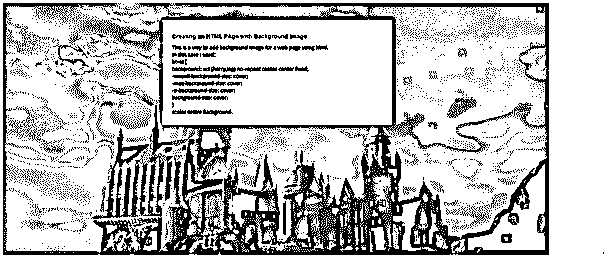 Creating an HTML Page with Background Image
This is a way to add background image for a web page using html.
In this case I used:
html {
background: url(harry.jpg) no-repeat center center fixed;
-webkit-background-size: cover;
-moz-background-size: cover;
-o-background-size: cover;
background-size: cover;
}
scales entire background.